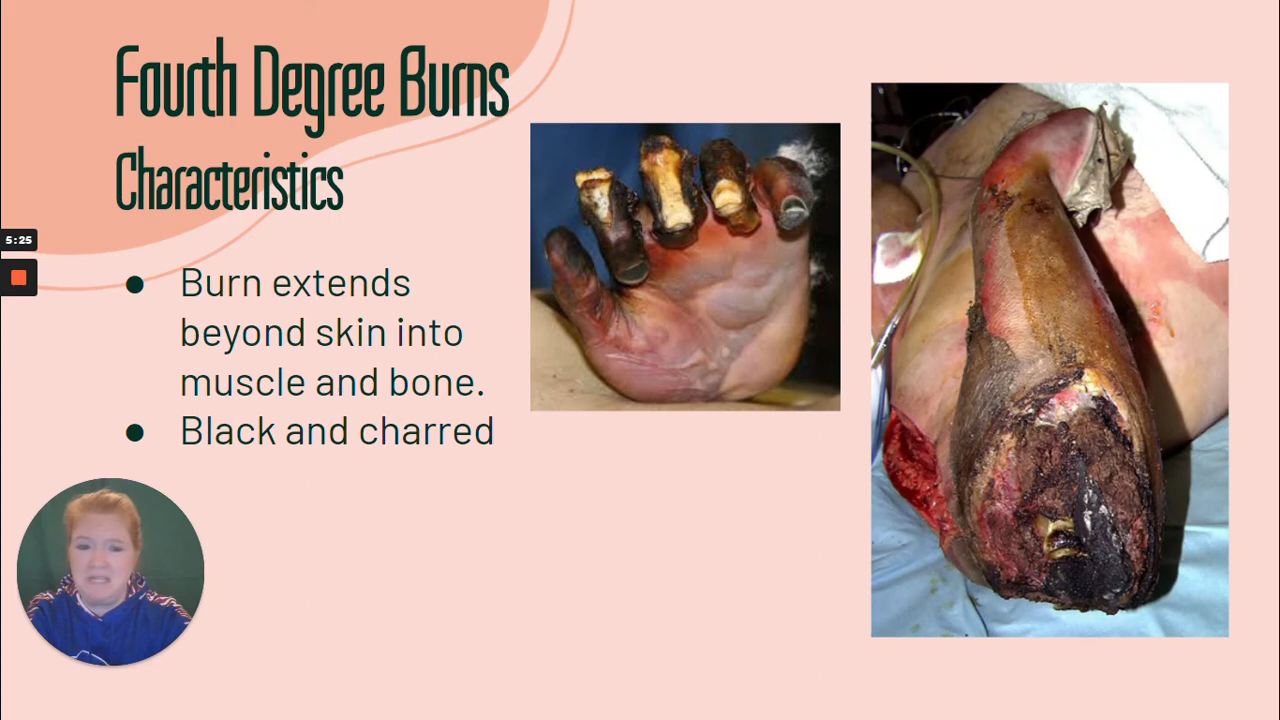 Fourth Degree Burns
Characteristics
5:25
● Burn extends
beyond skin into
muscle and bone.
● Black and charred